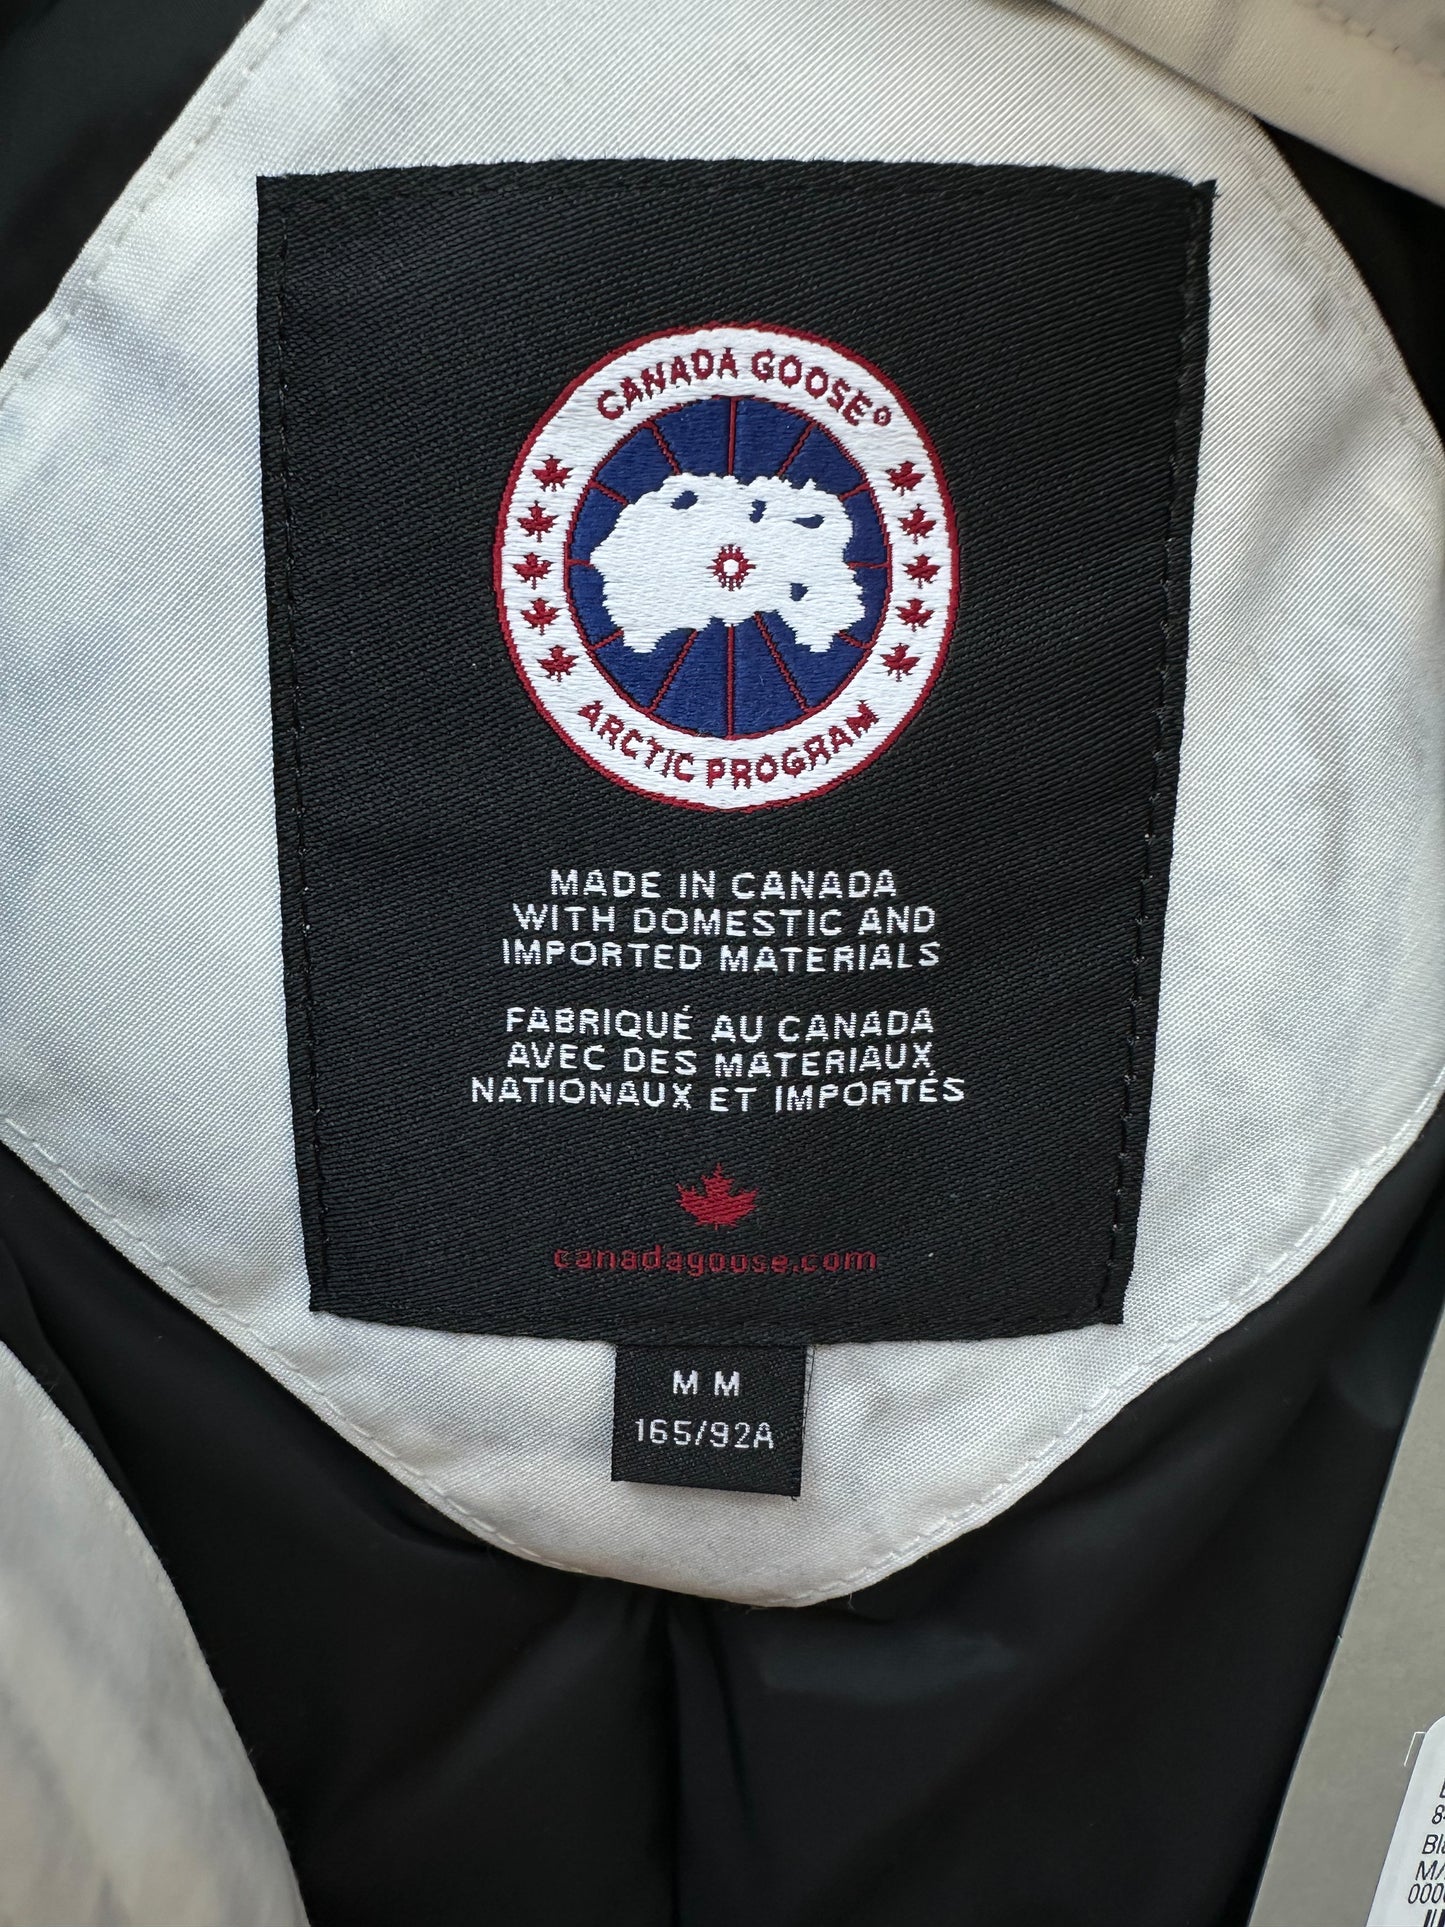 CANADA GOOSE®
ARCTIC PROGRAM
MADE IN CANADA
WITH DOMESTIC AND
IMPORTED MATERIALS
FABRIQUÉ AU CANADA
AVEC DES MATERIAUX
NATIONAUX ET IMPORTÉS
canadagoose.com
M M
165/92A